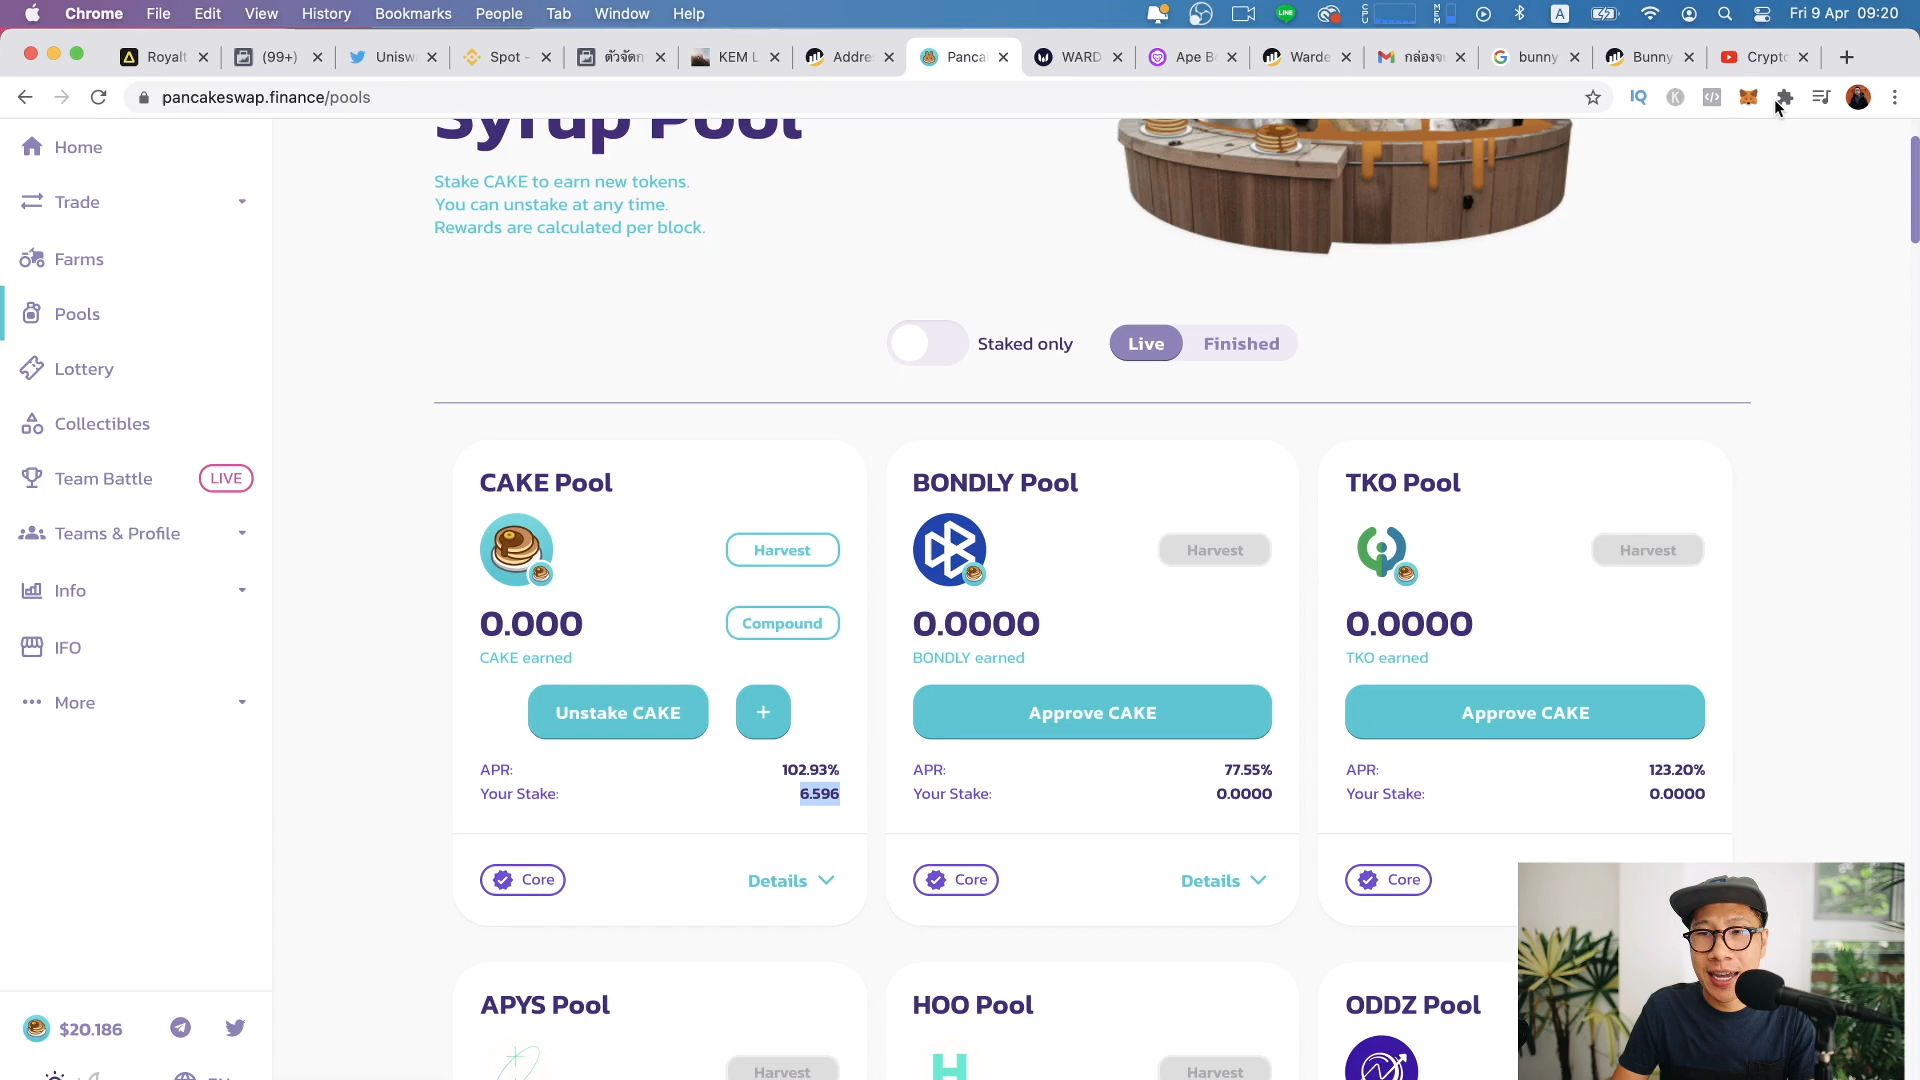 Chrome File Edit View History Bookmarks People Tab Window Help
LINE
A
Fri 9 Apr 09:20
Royalt
(99+)
Unisw
Spot -
ตัวจัดก
KEM L
Addre
Panca
WARD
Ape B
Warde
กล่องจ
bunny
Bunny
Crypto
pancakeswap.finance/pools
IQ
K
Home
Trade
Farms
Pools
Lottery
Collectibles
Team Battle LIVE
Teams & Profile
Info
IFO
More
$20.186
Syrup Pool
Stake CAKE to earn new tokens.
You can unstake at any time.
Rewards are calculated per block.
Staked only
Live Finished
CAKE Pool
Harvest
0.000
Compound
CAKE earned
Unstake CAKE +
APR: 102.93%
Your Stake: 6.596
Core Details
BONDLY Pool
Harvest
0.0000
BONDLY earned
Approve CAKE
APR: 77.55%
Your Stake: 0.0000
Core Details
TKO Pool
Harvest
0.0000
TKO earned
Approve CAKE
APR: 123.20%
Your Stake: 0.0000
Core
APYS Pool
Harvest
HOO Pool
Harvest
ODDZ Pool